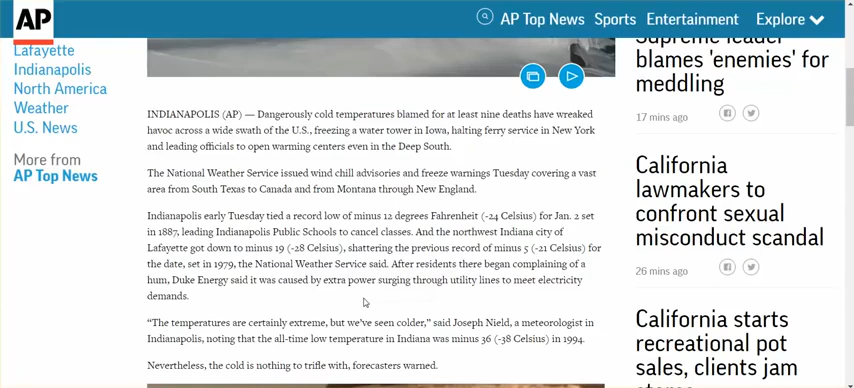 AP
AP Top News
Sports
Entertainment
Explore
Lafayette
Indianapolis
North America
Weather
U.S. News
More from
AP Top News
INDIANAPOLIS (AP) — Dangerously cold temperatures blamed for at least nine deaths have wreaked
havoc across a wide swath of the U.S., freezing a water tower in Iowa, halting ferry service in New York
and leading officials to open warming centers even in the Deep South.
The National Weather Service issued wind chill advisories and freeze warnings Tuesday covering a vast
area from South Texas to Canada and from Montana through New England.
Indianapolis early Tuesday tied a record low of minus 12 degrees Fahrenheit (-24 Celsius) for Jan. 2 set
in 1887, leading Indianapolis Public Schools to cancel classes. And the northwest Indiana city of
Lafayette got down to minus 19 (-28 Celsius), shattering the previous record of minus 5 (-21 Celsius) for
the date, set in 1979, the National Weather Service said. After residents there began complaining of a
hum, Duke Energy said it was caused by extra power surging through utility lines to meet electricity
demands.
“The temperatures are certainly extreme, but we’ve seen colder,” said Joseph Nield, a meteorologist in
Indianapolis, noting that the all-time low temperature in Indiana was minus 36 (-38 Celsius) in 1994.
Nevertheless, the cold is nothing to trifle with, forecasters warned.
Supreme leader
blames 'enemies' for
meddling
17 mins ago
California
lawmakers to
confront sexual
misconduct scandal
26 mins ago
California starts
recreational pot
sales, clients jam